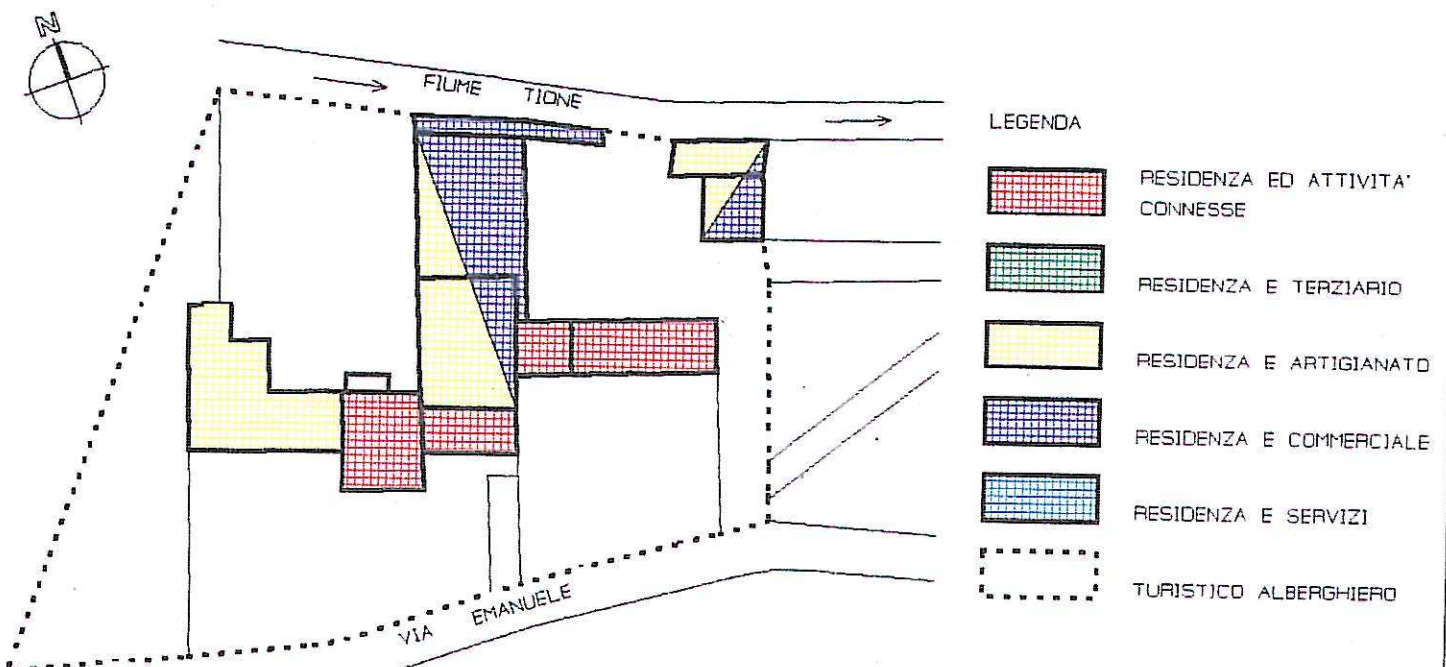 N
FIUME TIONE
VIA EMANUELE
LEGENDA
RESIDENZA ED ATTIVITA'
CONNESSE
RESIDENZA E TERZIARIO
RESIDENZA E ARTIGIANATO
RESIDENZA E COMMERCIALE
RESIDENZA E SERVIZI
TURISTICO ALBERGHIERO